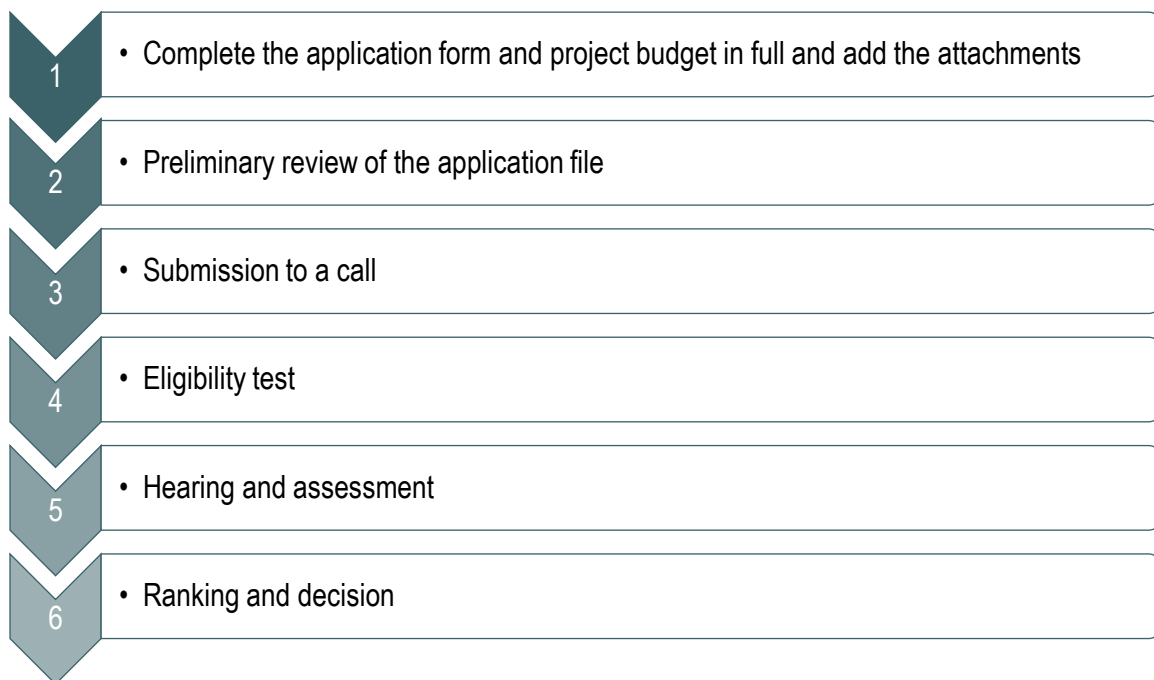 1
• Complete the application form and project budget in full and add the attachments
2
• Preliminary review of the application file
3
• Submission to a call
4
• Eligibility test
5
• Hearing and assessment
6
• Ranking and decision